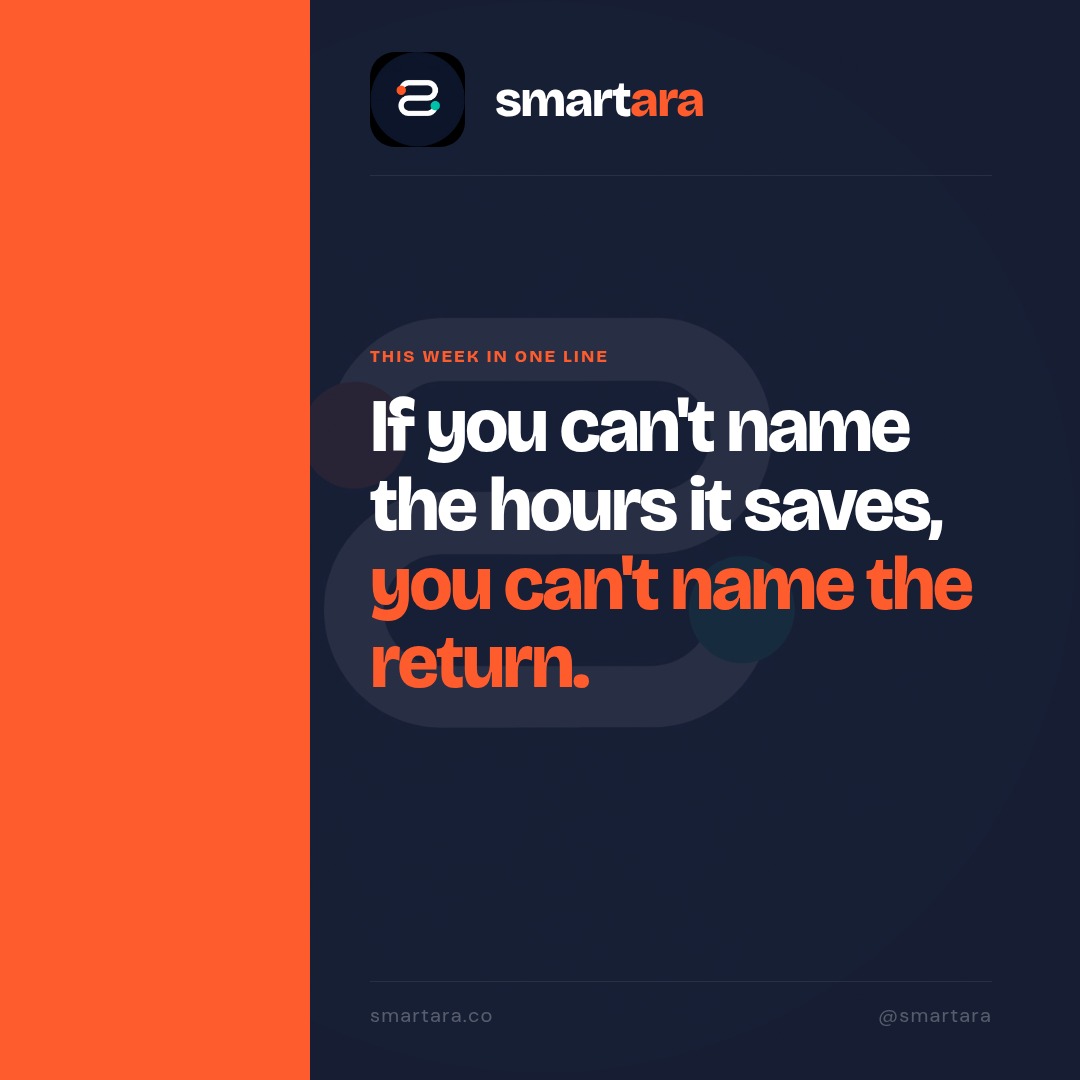 smartara
THIS WEEK IN ONE LINE
If you can't name
the hours it saves,
you can't name the
return.
smartara.co
@smartara